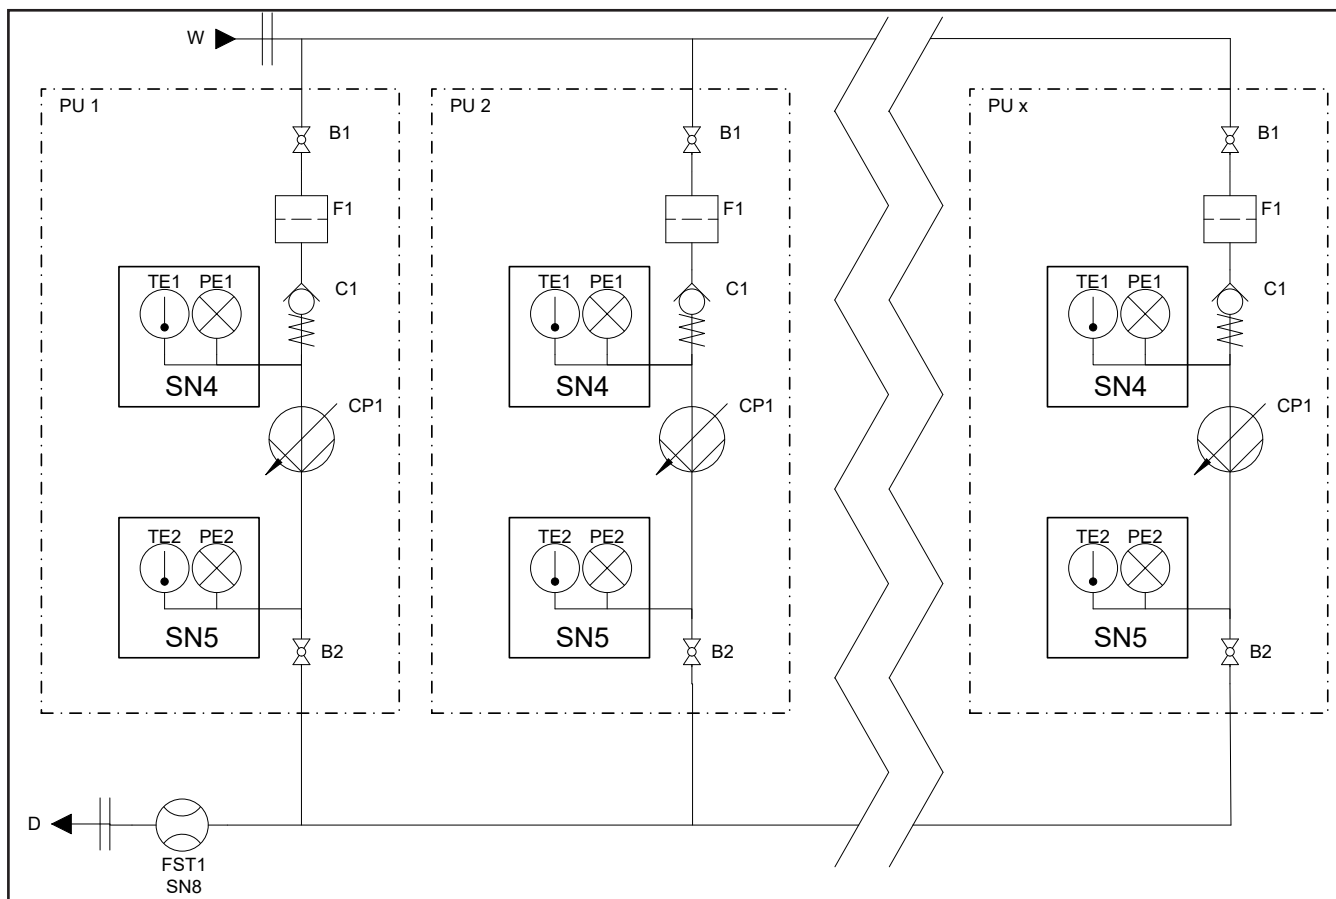 W
PU 1
PU 2
PU x
B1
B1
B1
F1
F1
F1
TE1 PE1
C1
TE1 PE1
C1
TE1 PE1
C1
SN4
SN4
SN4
CP1
CP1
CP1
TE2 PE2
TE2 PE2
TE2 PE2
SN5
SN5
SN5
B2
B2
B2
D
FST1
SN8